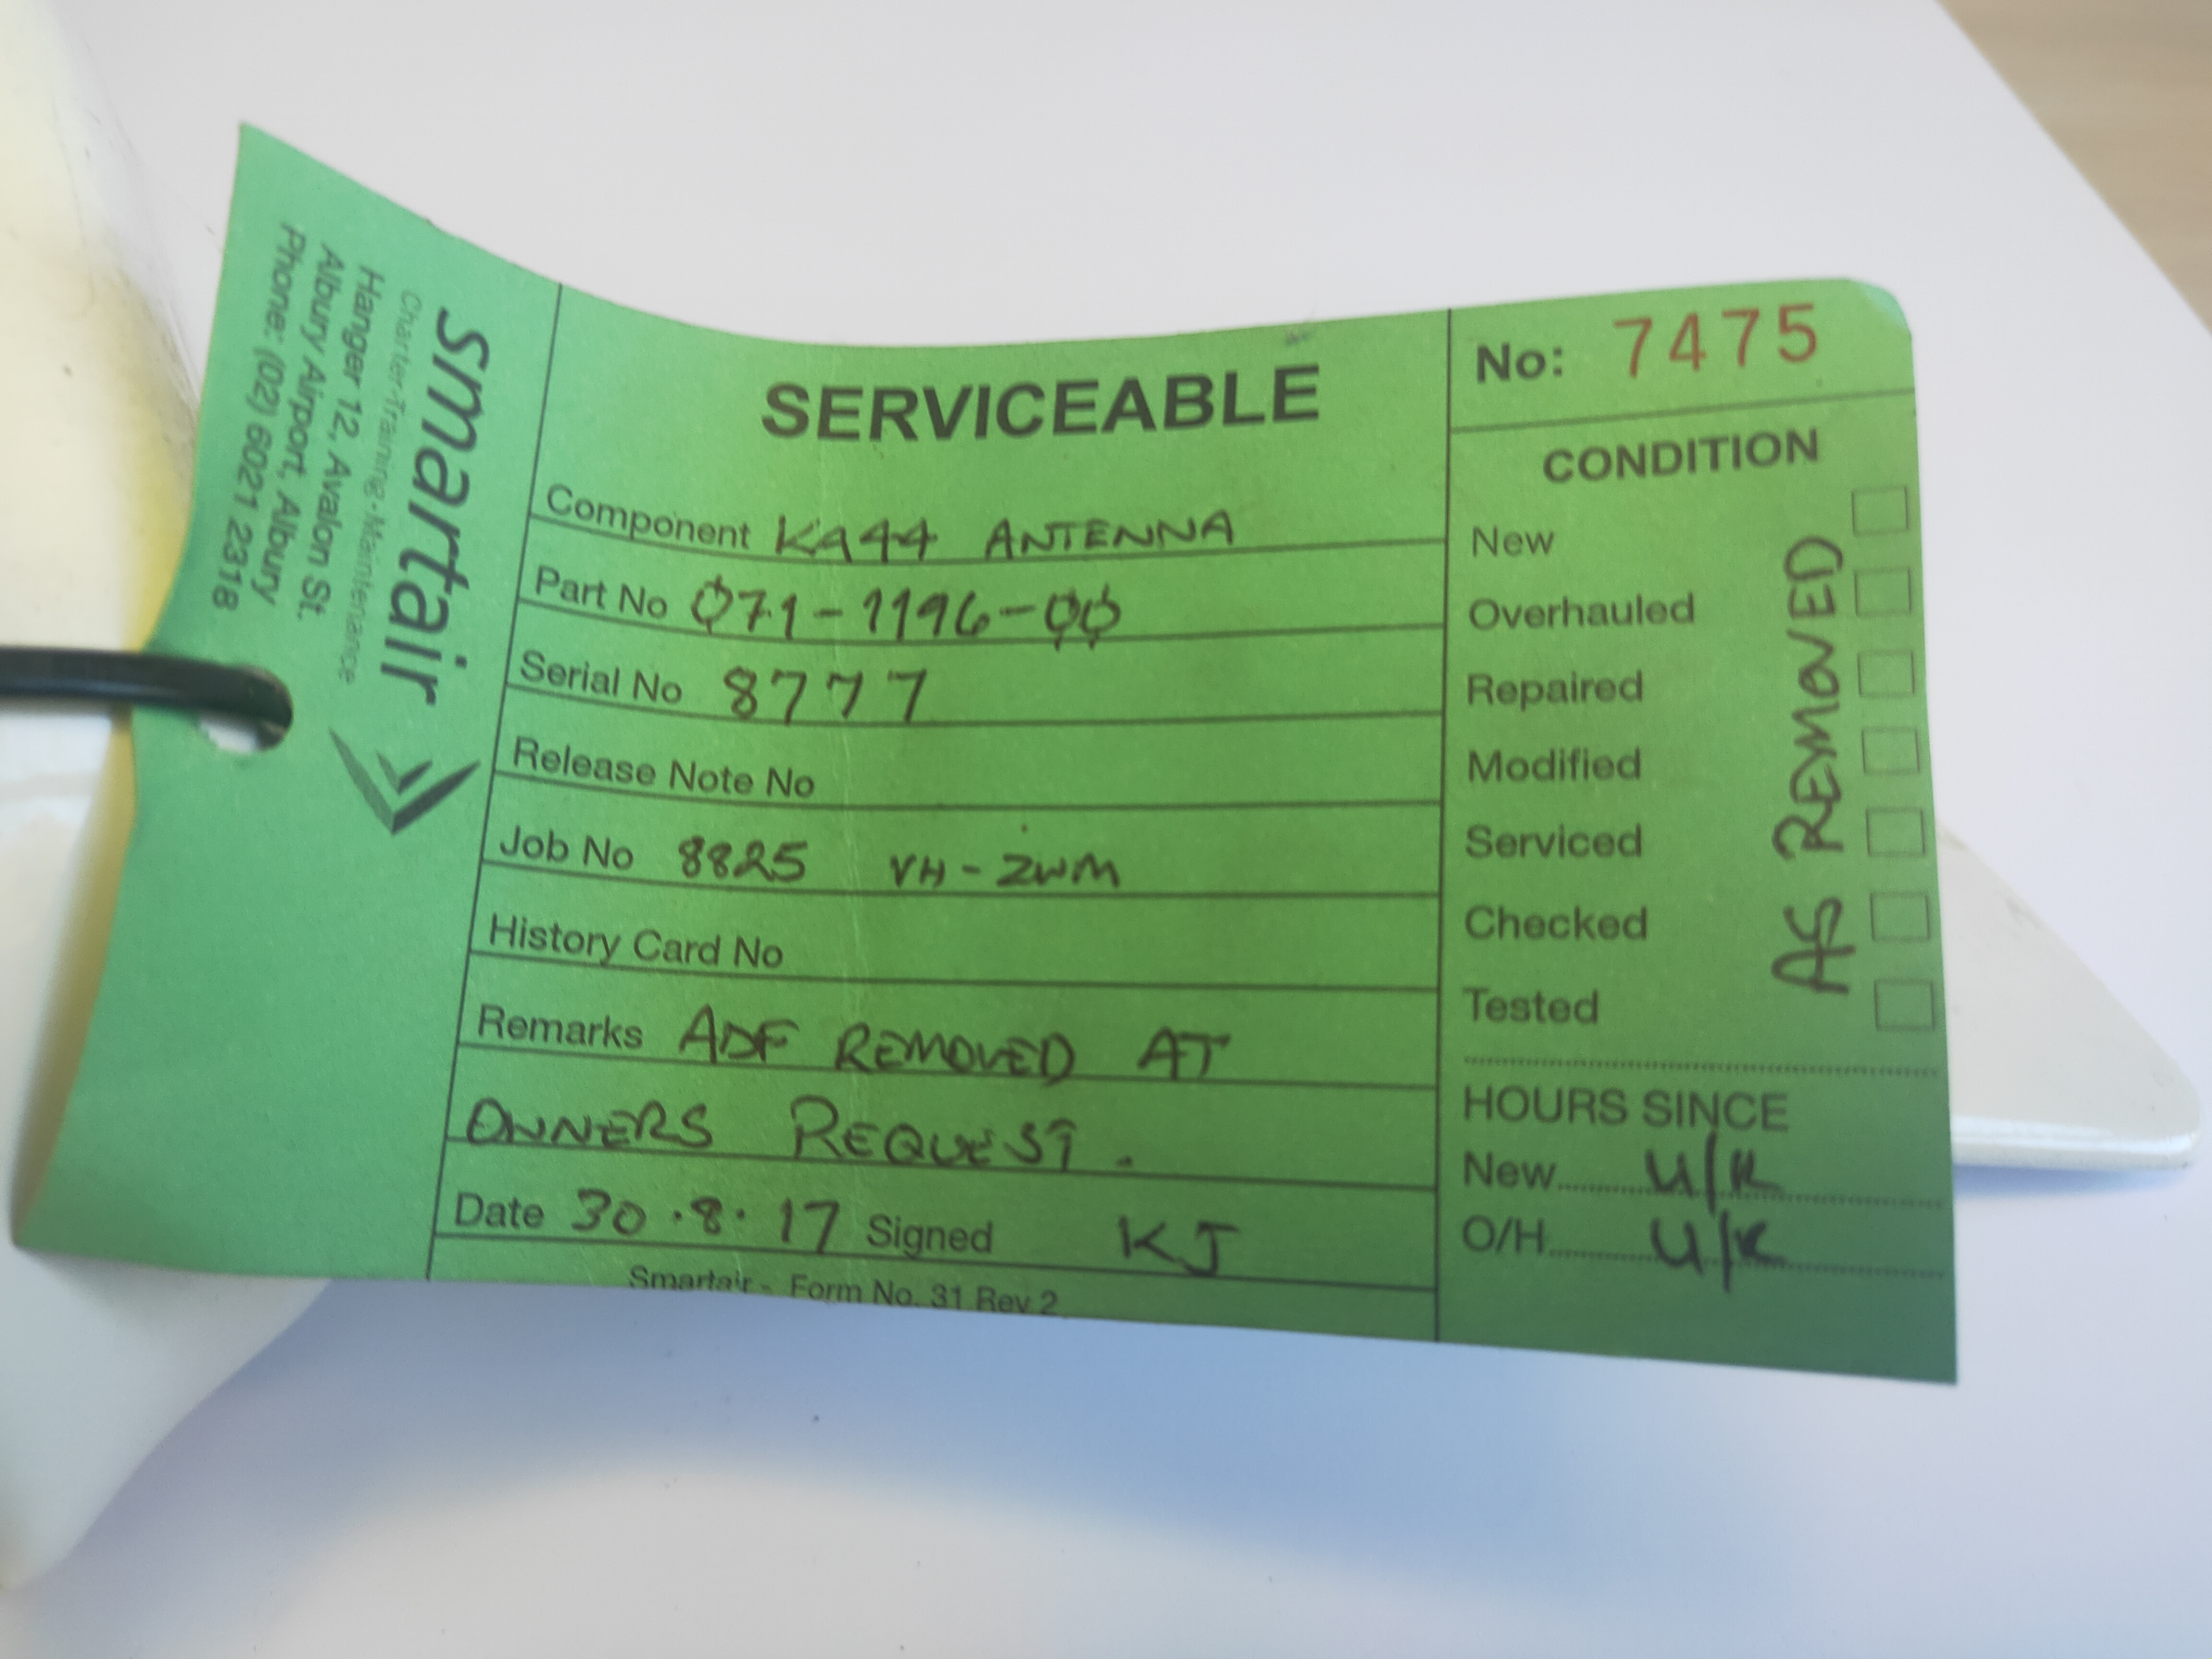 smartair
Charter·Training·Maintenance
Hanger 12, Avalon St.
Albury Airport, Albury
Phone: (02) 6021 2318
SERVICEABLE
Component KA44 ANTENNA
Part No 071-1196-00
Serial No 8777
Release Note No
Job No 8825 VH-ZWM
History Card No
Remarks ADF REMOVED AT
OWNERS REQUEST.
Date 30.8.17 Signed KJ
Smartair - Form No. 31 Rev 2
No: 7475
CONDITION
New
Overhauled
Repaired
Modified
Serviced
Checked
Tested
AS REMOVED
HOURS SINCE
New U/K
O/H U/K